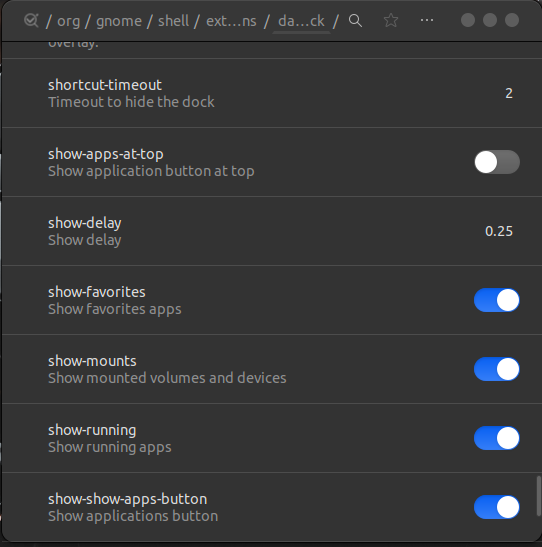 / org / gnome / shell / ext…ns / da…ck /
overlay.
shortcut-timeout
Timeout to hide the dock
2
show-apps-at-top
Show application button at top
show-delay
Show delay
0.25
show-favorites
Show favorites apps
show-mounts
Show mounted volumes and devices
show-running
Show running apps
show-show-apps-button
Show applications button